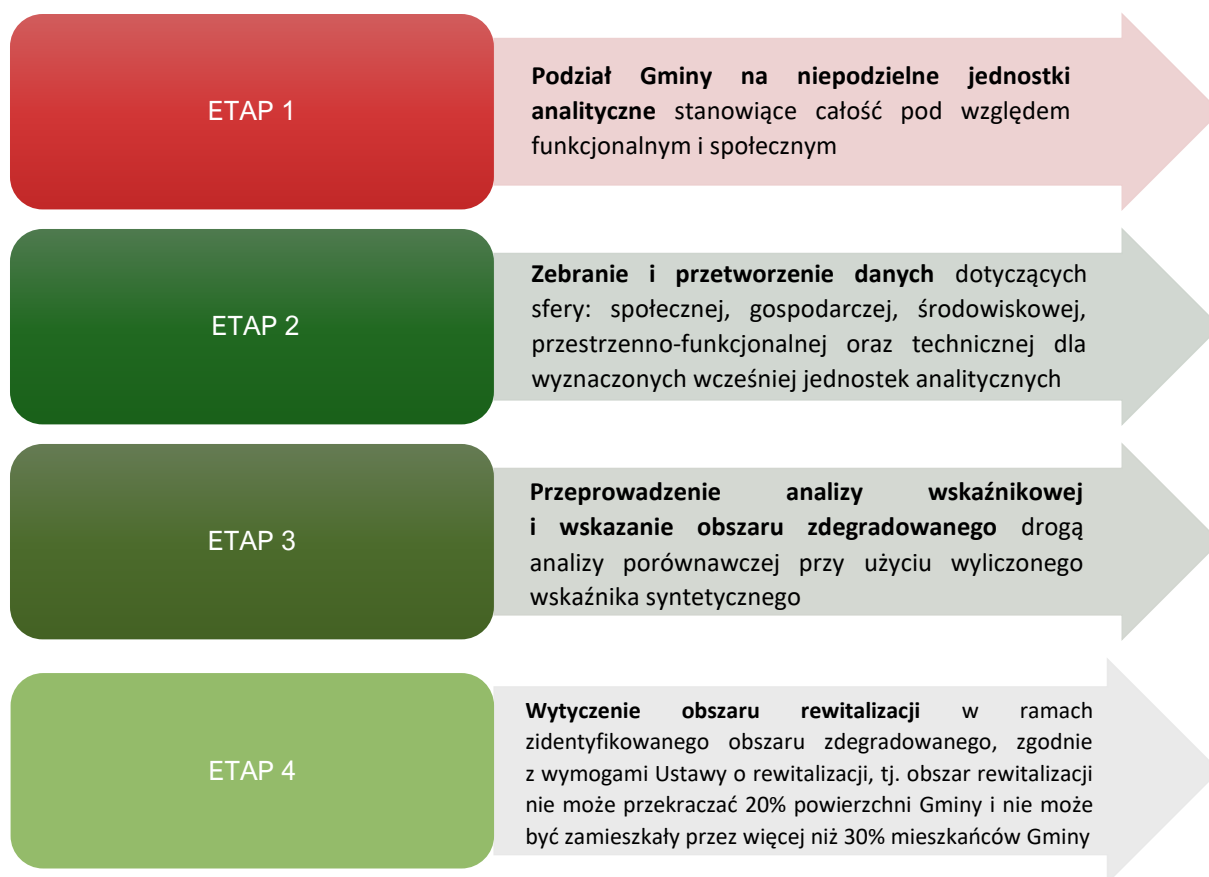 ETAP 1
Podział Gminy na niepodzielne jednostki
analityczne stanowiące całość pod względem
funkcjonalnym i społecznym
ETAP 2
Zebranie i przetworzenie danych dotyczących
sfery: społecznej, gospodarczej, środowiskowej,
przestrzenno-funkcjonalnej oraz technicznej dla
wyznaczonych wcześniej jednostek analitycznych
ETAP 3
Przeprowadzenie analizy wskaźnikowej
i wskazanie obszaru zdegradowanego drogą
analizy porównawczej przy użyciu wyliczonego
wskaźnika syntetycznego
ETAP 4
Wytyczenie obszaru rewitalizacji w ramach
zidentyfikowanego obszaru zdegradowanego, zgodnie
z wymogami Ustawy o rewitalizacji, tj. obszar rewitalizacji
nie może przekraczać 20% powierzchni Gminy i nie może
być zamieszkały przez więcej niż 30% mieszkańców Gminy